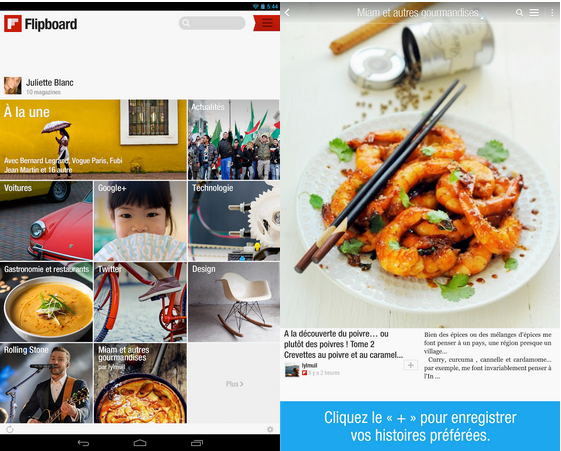 5:44
Flipboard
Juliette Blanc
10 magazines
À la une
Avec Bernard Legrand, Vogue Paris, Fubi
Jean Martin et 16 autre
Actualités
Voitures
Google+
Technologie
Gastronomie et restaurants
Twitter
Design
Rolling Stone
Miam et autres
gourmandises
par lylmuil
Plus >
Miam et autres gourmandises
A la découverte du poivre… ou
plutôt des poivres ! Tome 2
Crevettes au poivre et au caramel...
lylmuil
il y a 2 heures
+
Bien des épices ou des mélanges d'épices me
font penser à un pays, une région presque un
village...
Curry, curcuma , cannelle et cardamome...
par exemple, me font invariablement penser à
l'In ...
Cliquez le « + » pour enregistrer
vos histoires préférées.